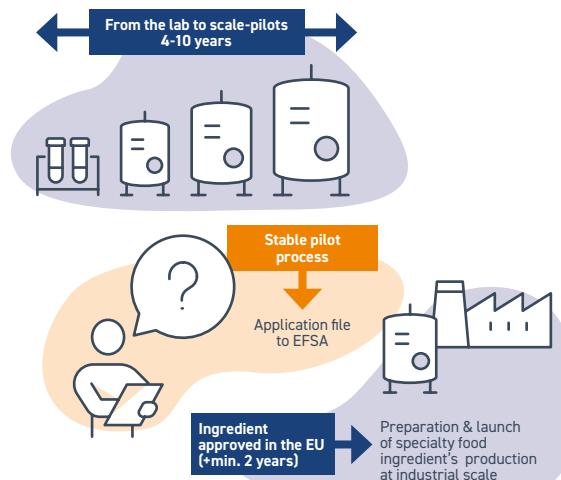 From the lab to scale-pilots
4-10 years
Stable pilot
process
?
Application file
to EFSA
Ingredient
approved in the EU
(+min. 2 years)
Preparation & launch
of specialty food
ingredient's production
at industrial scale